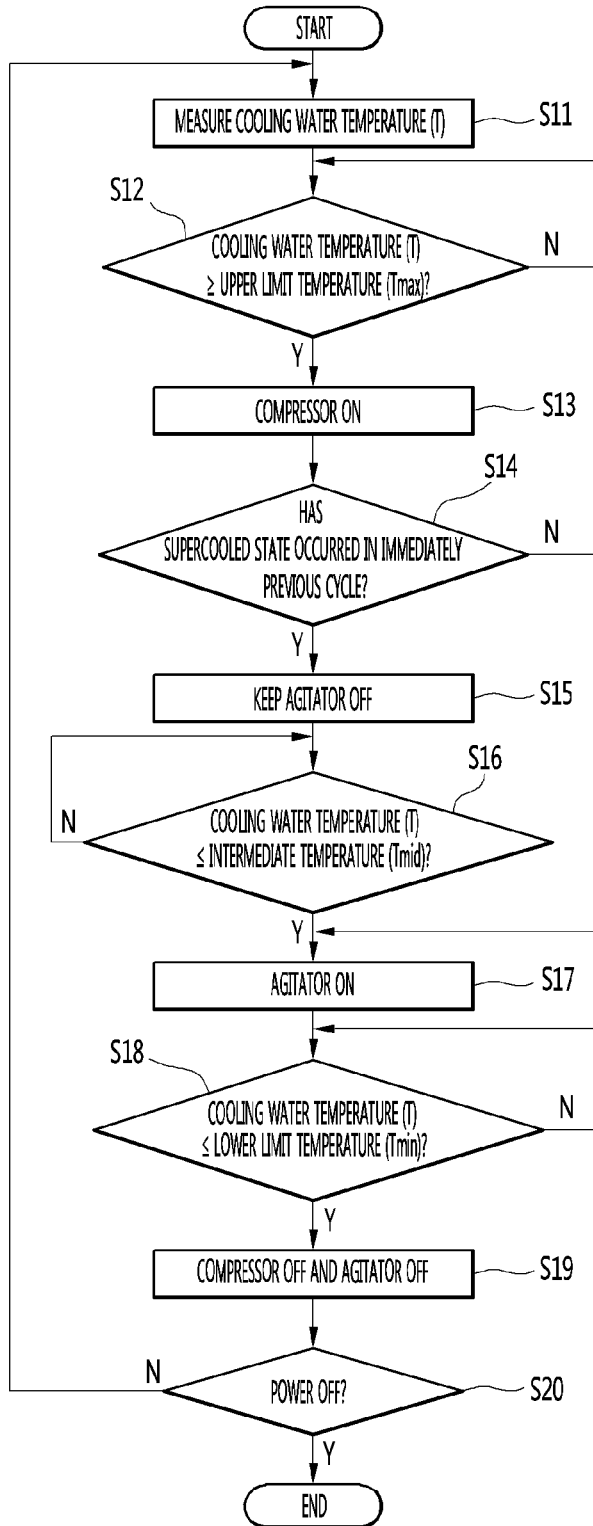 START
MEASURE COOLING WATER TEMPERATURE (T)
S11
S12
COOLING WATER TEMPERATURE (T)
≥ UPPER LIMIT TEMPERATURE (Tmax)?
N
Y
COMPRESSOR ON
S13
S14
HAS
SUPERCOOLED STATE OCCURRED IN IMMEDIATELY
PREVIOUS CYCLE?
N
Y
KEEP AGITATOR OFF
S15
S16
N
COOLING WATER TEMPERATURE (T)
≤ INTERMEDIATE TEMPERATURE (Tmid)?
Y
AGITATOR ON
S17
S18
COOLING WATER TEMPERATURE (T)
≤ LOWER LIMIT TEMPERATURE (Tmin)?
N
Y
COMPRESSOR OFF AND AGITATOR OFF
S19
N
POWER OFF?
S20
Y
END